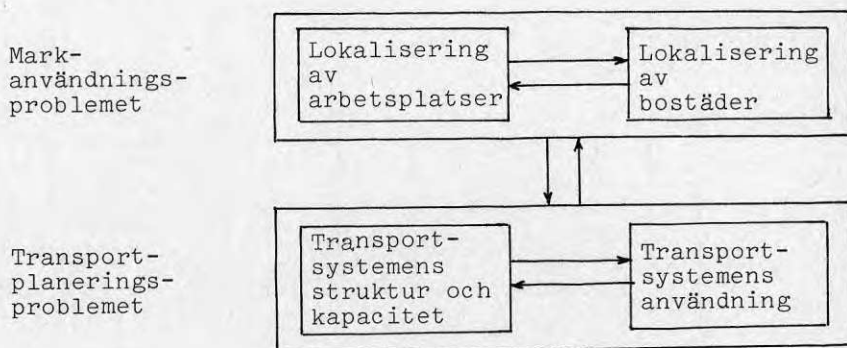 Mark-
användnings-
problemet
Lokalisering
av
arbetsplatser
Lokalisering
av
bostäder
Transport-
planerings-
problemet
Transport-
systemens
struktur och
kapacitet
Transport-
systemens
användning